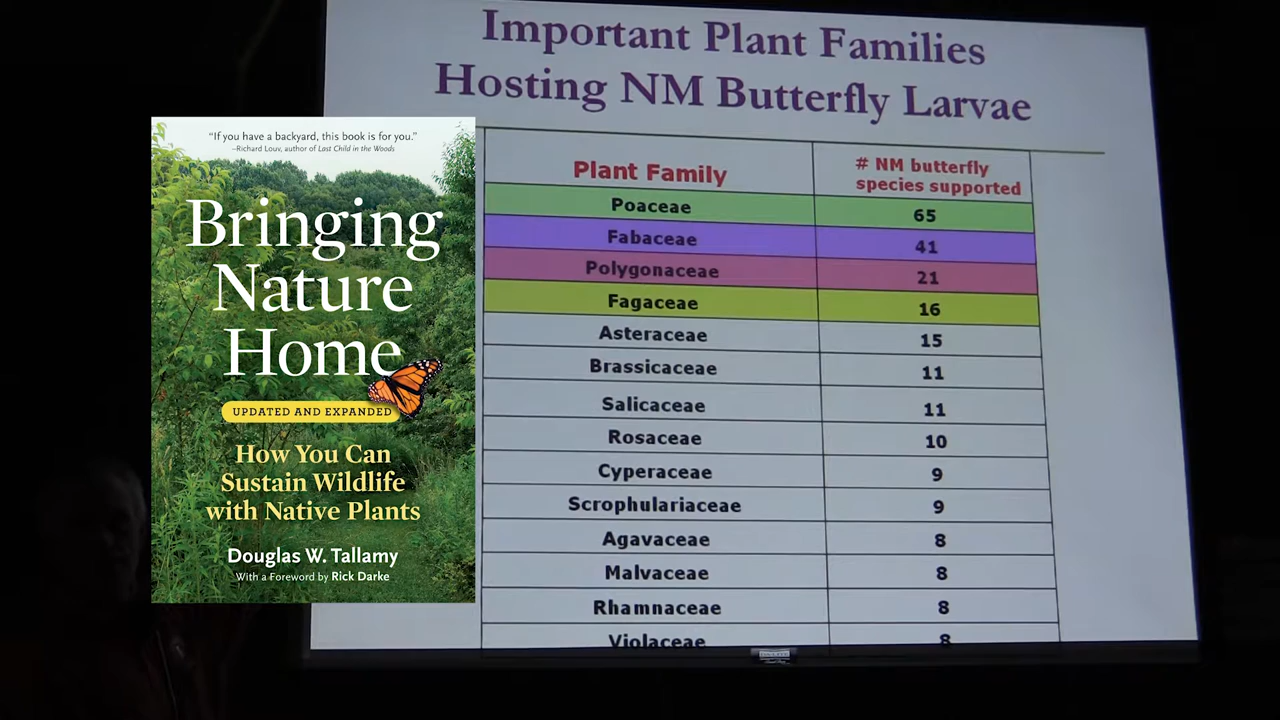 Important Plant Families
Hosting NM Butterfly Larvae
"If you have a backyard, this book is for you."
–Richard Louv, author of Last Child in the Woods
Bringing
Nature
Home
UPDATED AND EXPANDED
How You Can
Sustain Wildlife
with Native Plants
Douglas W. Tallamy
With a Foreword by Rick Darke
Plant Family # NM butterfly
species supported
Poaceae 65
Fabaceae 41
Polygonaceae 21
Fagaceae 16
Asteraceae 15
Brassicaceae 11
Salicaceae 11
Rosaceae 10
Cyperaceae 9
Scrophulariaceae 9
Agavaceae 8
Malvaceae 8
Rhamnaceae 8
Violaceae 8